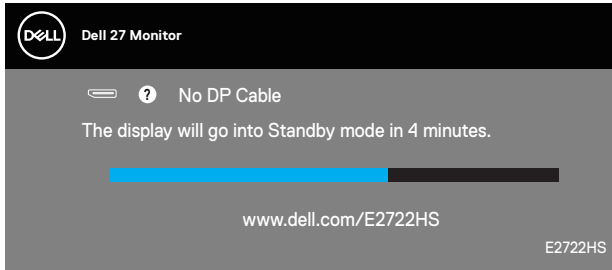 DELL
Dell 27 Monitor
? No DP Cable
The display will go into Standby mode in 4 minutes.
www.dell.com/E2722HS
E2722HS